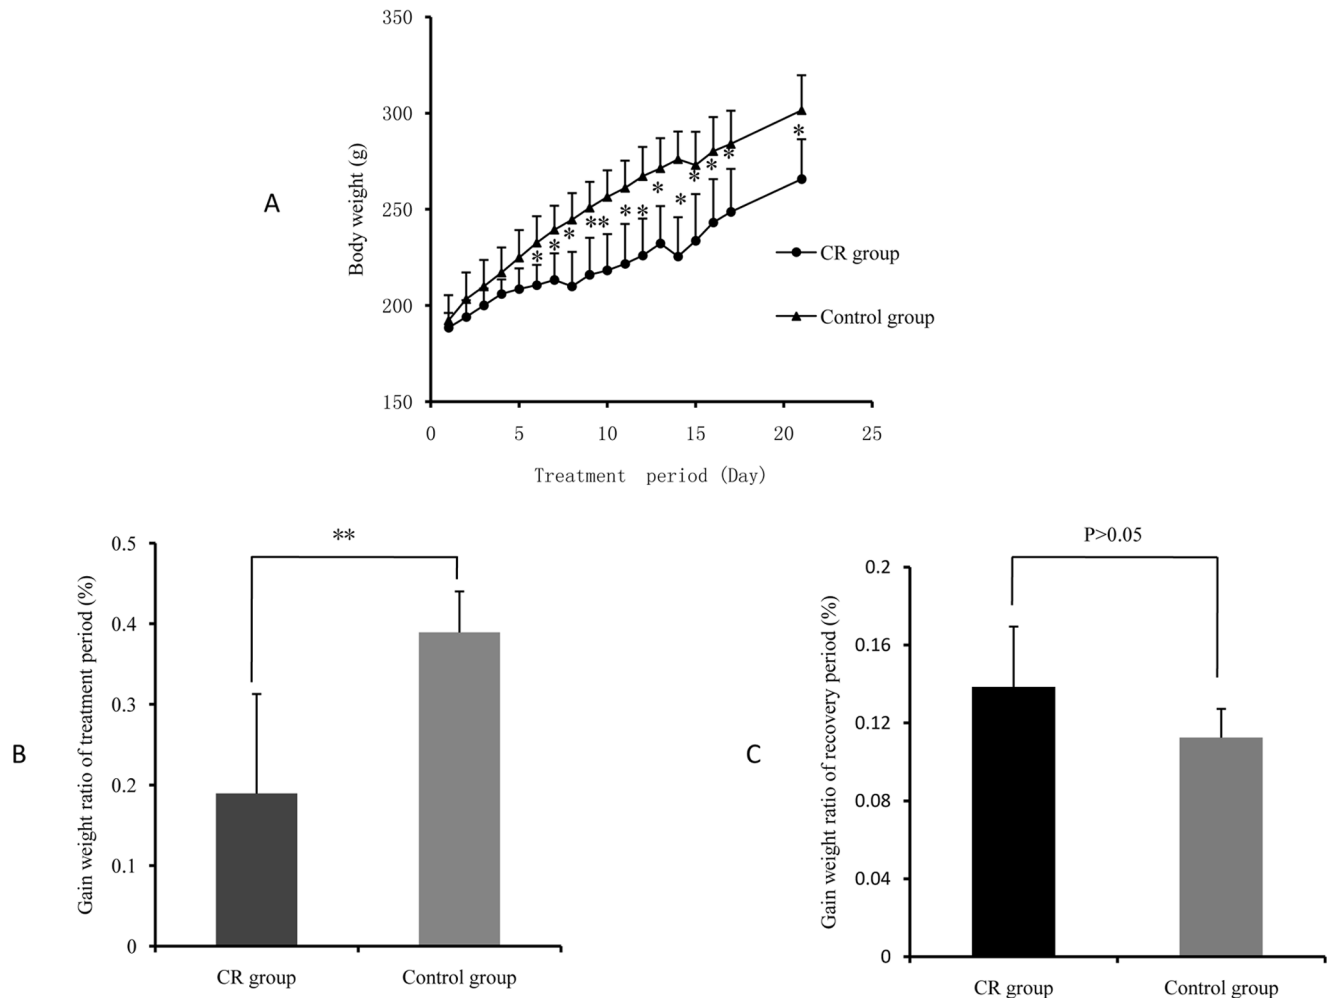 A
Body weight (g)
350
300
250
200
150
0 5 10 15 20 25
Treatment period (Day)
* * * ** * * * * * * * *
CR group
Control group
B
Gain weight ratio of treatment period (%)
0.5
0.4
0.3
0.2
0.1
0
**
CR group Control group
C
Gain weight ratio of recovery period (%)
0.2
0.16
0.12
0.08
0.04
0
P>0.05
CR group Control group